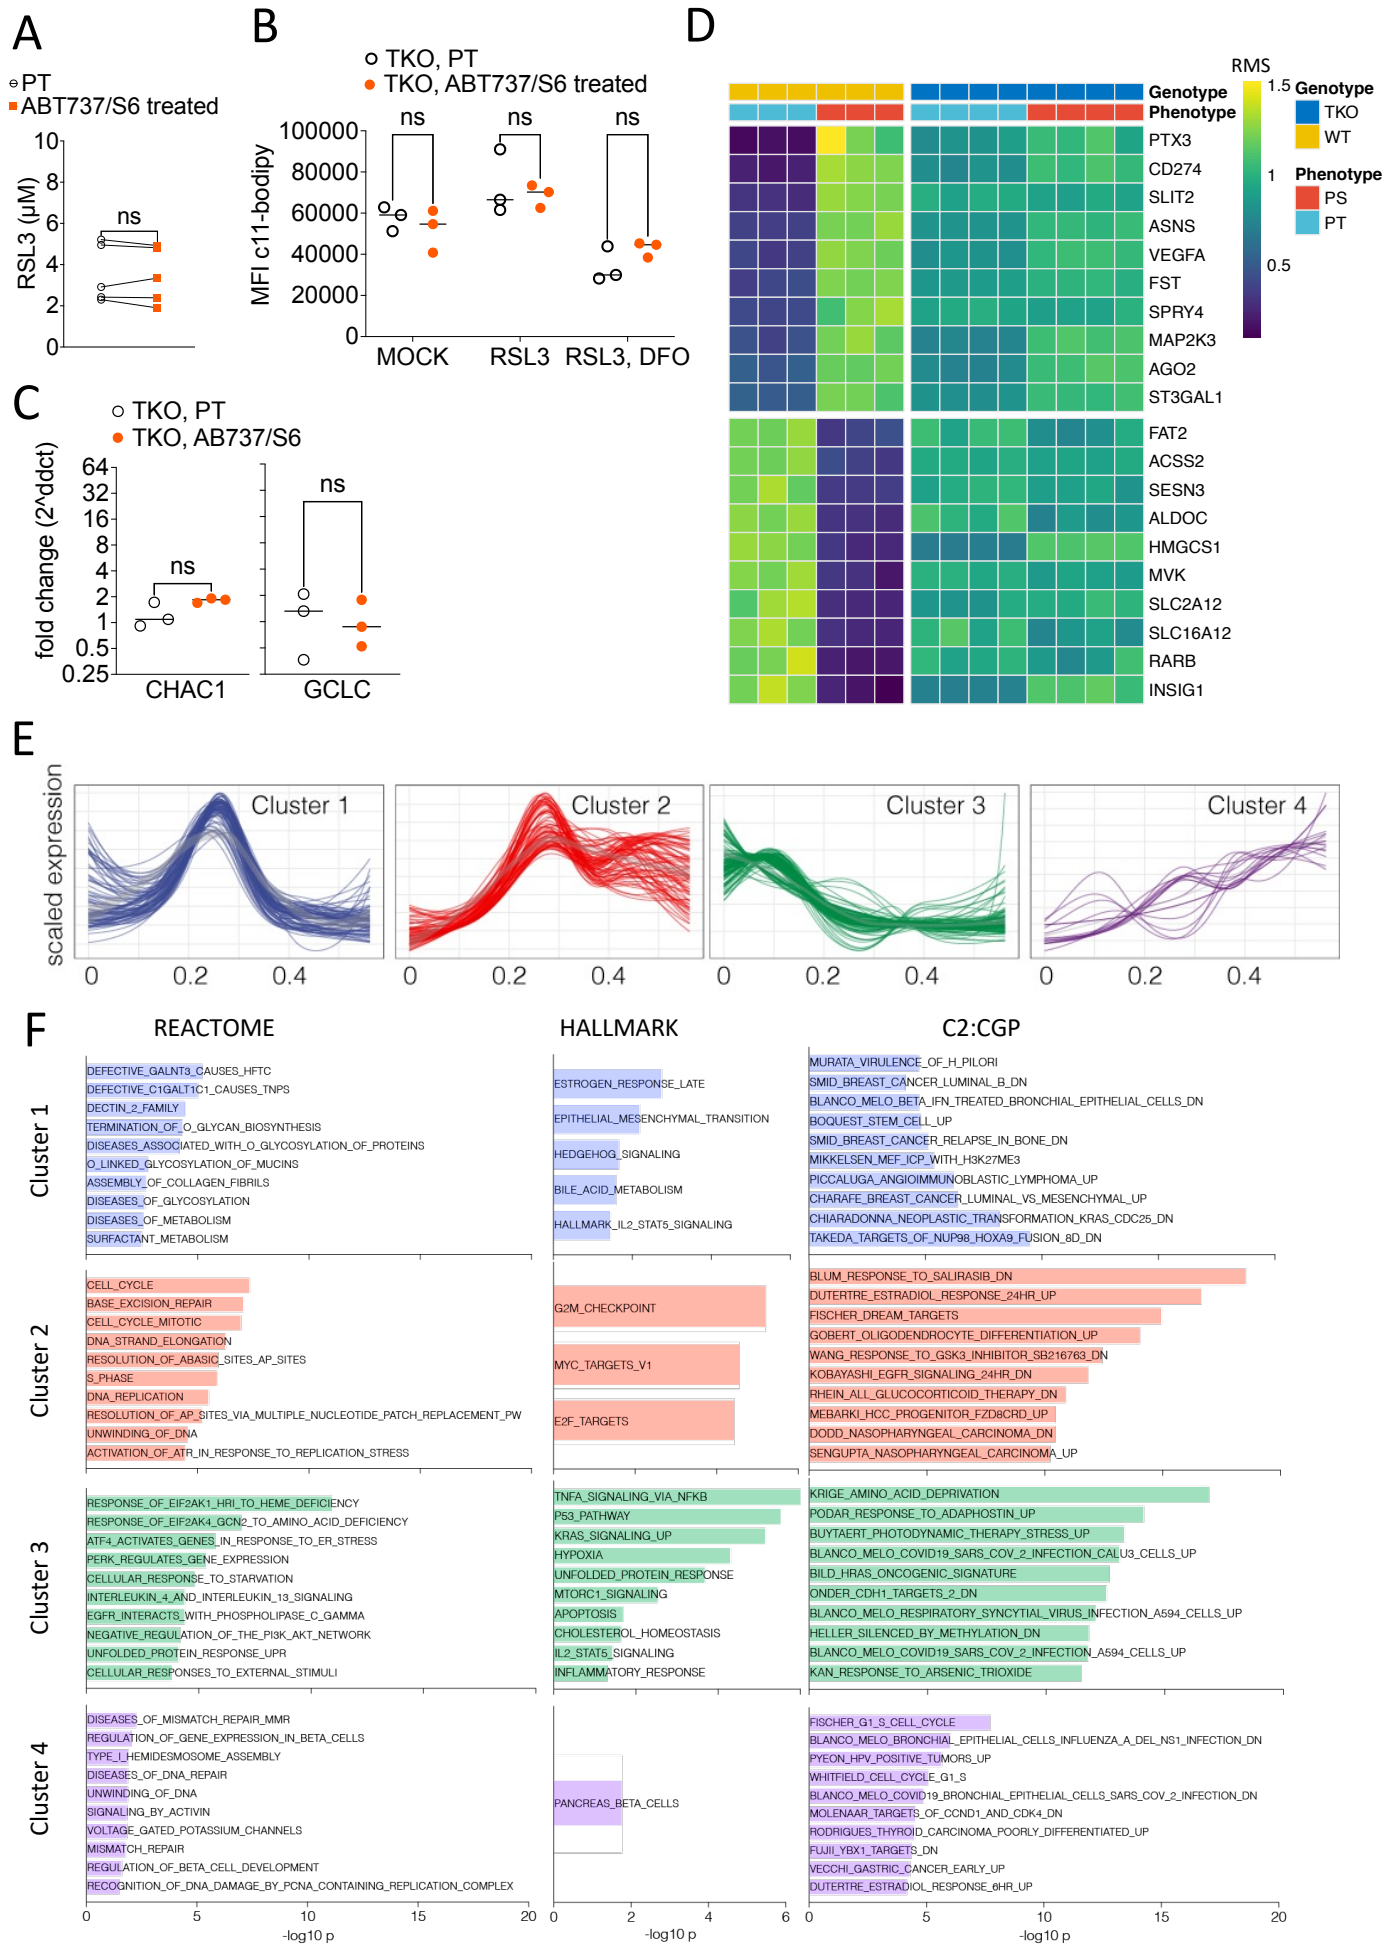 A
PT
ABT737/S6 treated
RSL3 (µM)
10
8
6
4
2
0
ns
B
TKO, PT
TKO, ABT737/S6 treated
MFI c11-bodipy
100000
80000
60000
40000
20000
0
ns
ns
ns
MOCK
RSL3
RSL3, DFO
C
TKO, PT
TKO, AB737/S6
fold change (2^ddct)
64
32
16
8
4
2
1
0.5
0.25
ns
ns
CHAC1
GCLC
D
Genotype
Phenotype
PTX3
CD274
SLIT2
ASNS
VEGFA
FST
SPRY4
MAP2K3
AGO2
ST3GAL1
FAT2
ACSS2
SESN3
ALDOC
HMGCS1
MVK
SLC2A12
SLC16A12
RARB
INSIG1
RMS
1.5
1
0.5
Genotype
TKO
WT
Phenotype
PS
PT
E
scaled expression
Cluster 1
Cluster 2
Cluster 3
Cluster 4
0 0.2 0.4
0 0.2 0.4
0 0.2 0.4
0 0.2 0.4
F
REACTOME
HALLMARK
C2:CGP
Cluster 1
DEFECTIVE_GALNT3_CAUSES_HFTC
DEFECTIVE_C1GALT1C1_CAUSES_TNPS
DECTIN_2_FAMILY
TERMINATION_OF_O_GLYCAN_BIOSYNTHESIS
DISEASES_ASSOCIATED_WITH_O_GLYCOSYLATION_OF_PROTEINS
O_LINKED_GLYCOSYLATION_OF_MUCINS
ASSEMBLY_OF_COLLAGEN_FIBRILS
DISEASES_OF_GLYCOSYLATION
DISEASES_OF_METABOLISM
SURFACTANT_METABOLISM
ESTROGEN_RESPONSE_LATE
EPITHELIAL_MESENCHYMAL_TRANSITION
HEDGEHOG_SIGNALING
BILE_ACID_METABOLISM
HALLMARK_IL2_STAT5_SIGNALING
MURATA_VIRULENCE_OF_H_PILORI
SMID_BREAST_CANCER_LUMINAL_B_DN
BLANCO_MELO_BETA_IFN_TREATED_BRONCHIAL_EPITHELIAL_CELLS_DN
BOQUEST_STEM_CELL_UP
SMID_BREAST_CANCER_RELAPSE_IN_BONE_DN
MIKKELSEN_MEF_ICP_WITH_H3K27ME3
PICCALUGA_ANGIOIMMUNOBLASTIC_LYMPHOMA_UP
CHARAFE_BREAST_CANCER_LUMINAL_VS_MESENCHYMAL_UP
CHIARADONNA_NEOPLASTIC_TRANSFORMATION_KRAS_CDC25_DN
TAKEDA_TARGETS_OF_NUP98_HOXA9_FUSION_8D_DN
Cluster 2
CELL_CYCLE
BASE_EXCISION_REPAIR
CELL_CYCLE_MITOTIC
DNA_STRAND_ELONGATION
RESOLUTION_OF_ABASIC_SITES_AP_SITES
S_PHASE
DNA_REPLICATION
RESOLUTION_OF_AP_SITES_VIA_MULTIPLE_NUCLEOTIDE_PATCH_REPLACEMENT_PW
UNWINDING_OF_DNA
ACTIVATION_OF_ATR_IN_RESPONSE_TO_REPLICATION_STRESS
G2M_CHECKPOINT
MYC_TARGETS_V1
E2F_TARGETS
BLUM_RESPONSE_TO_SALIRASIB_DN
DUTERTRE_ESTRADIOL_RESPONSE_24HR_UP
FISCHER_DREAM_TARGETS
GOBERT_OLIGODENDROCYTE_DIFFERENTIATION_UP
WANG_RESPONSE_TO_GSK3_INHIBITOR_SB216763_DN
KOBAYASHI_EGFR_SIGNALING_24HR_DN
RHEIN_ALL_GLUCOCORTICOID_THERAPY_DN
MEBARKI_HCC_PROGENITOR_FZD8CRD_UP
DODD_NASOPHARYNGEAL_CARCINOMA_DN
SENGUPTA_NASOPHARYNGEAL_CARCINOMA_UP
Cluster 3
RESPONSE_OF_EIF2AK1_HRI_TO_HEME_DEFICIENCY
RESPONSE_OF_EIF2AK4_GCN2_TO_AMINO_ACID_DEFICIENCY
ATF4_ACTIVATES_GENES_IN_RESPONSE_TO_ER_STRESS
PERK_REGULATES_GENE_EXPRESSION
CELLULAR_RESPONSE_TO_STARVATION
INTERLEUKIN_4_AND_INTERLEUKIN_13_SIGNALING
EGFR_INTERACTS_WITH_PHOSPHOLIPASE_C_GAMMA
NEGATIVE_REGULATION_OF_THE_PI3K_AKT_NETWORK
UNFOLDED_PROTEIN_RESPONSE_UPR
CELLULAR_RESPONSES_TO_EXTERNAL_STIMULI
TNFA_SIGNALING_VIA_NFKB
P53_PATHWAY
KRAS_SIGNALING_UP
HYPOXIA
UNFOLDED_PROTEIN_RESPONSE
MTORC1_SIGNALING
APOPTOSIS
CHOLESTEROL_HOMEOSTASIS
IL2_STAT5_SIGNALING
INFLAMMATORY_RESPONSE
KRIGE_AMINO_ACID_DEPRIVATION
PODAR_RESPONSE_TO_ADAPHOSTIN_UP
BUYTAERT_PHOTODYNAMIC_THERAPY_STRESS_UP
BLANCO_MELO_COVID19_SARS_COV_2_INFECTION_CALU3_CELLS_UP
BILD_HRAS_ONCOGENIC_SIGNATURE
ONDER_CDH1_TARGETS_2_DN
BLANCO_MELO_RESPIRATORY_SYNCYTIAL_VIRUS_INFECTION_A594_CELLS_UP
HELLER_SILENCED_BY_METHYLATION_DN
BLANCO_MELO_COVID19_SARS_COV_2_INFECTION_A594_CELLS_UP
KAN_RESPONSE_TO_ARSENIC_TRIOXIDE
Cluster 4
DISEASES_OF_MISMATCH_REPAIR_MMR
REGULATION_OF_GENE_EXPRESSION_IN_BETA_CELLS
TYPE_I_HEMIDESMOSOME_ASSEMBLY
DISEASES_OF_DNA_REPAIR
UNWINDING_OF_DNA
SIGNALING_BY_ACTIVIN
VOLTAGE_GATED_POTASSIUM_CHANNELS
MISMATCH_REPAIR
REGULATION_OF_BETA_CELL_DEVELOPMENT
RECOGNITION_OF_DNA_DAMAGE_BY_PCNA_CONTAINING_REPLICATION_COMPLEX
PANCREAS_BETA_CELLS
FISCHER_G1_S_CELL_CYCLE
BLANCO_MELO_BRONCHIAL_EPITHELIAL_CELLS_INFLUENZA_A_DEL_NS1_INFECTION_DN
PYEON_HPV_POSITIVE_TUMORS_UP
WHITFIELD_CELL_CYCLE_G1_S
BLANCO_MELO_COVID19_BRONCHIAL_EPITHELIAL_CELLS_SARS_COV_2_INFECTION_DN
MOLENAAR_TARGETS_OF_CCND1_AND_CDK4_DN
RODRIGUES_THYROID_CARCINOMA_POORLY_DIFFERENTIATED_UP
FUJII_YBX1_TARGETS_DN
VECCHI_GASTRIC_CANCER_EARLY_UP
DUTERTRE_ESTRADIOL_RESPONSE_6HR_UP
0 5 10 15 20
-log10 p
0 2 4 6
-log10 p
0 5 10 15 20
-log10 p